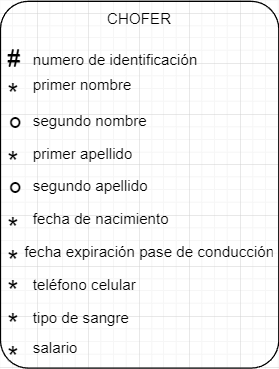 CHOFER
# numero de identificación
* primer nombre
o segundo nombre
* primer apellido
o segundo apellido
* fecha de nacimiento
* fecha expiración pase de conducción
* teléfono celular
* tipo de sangre
* salario